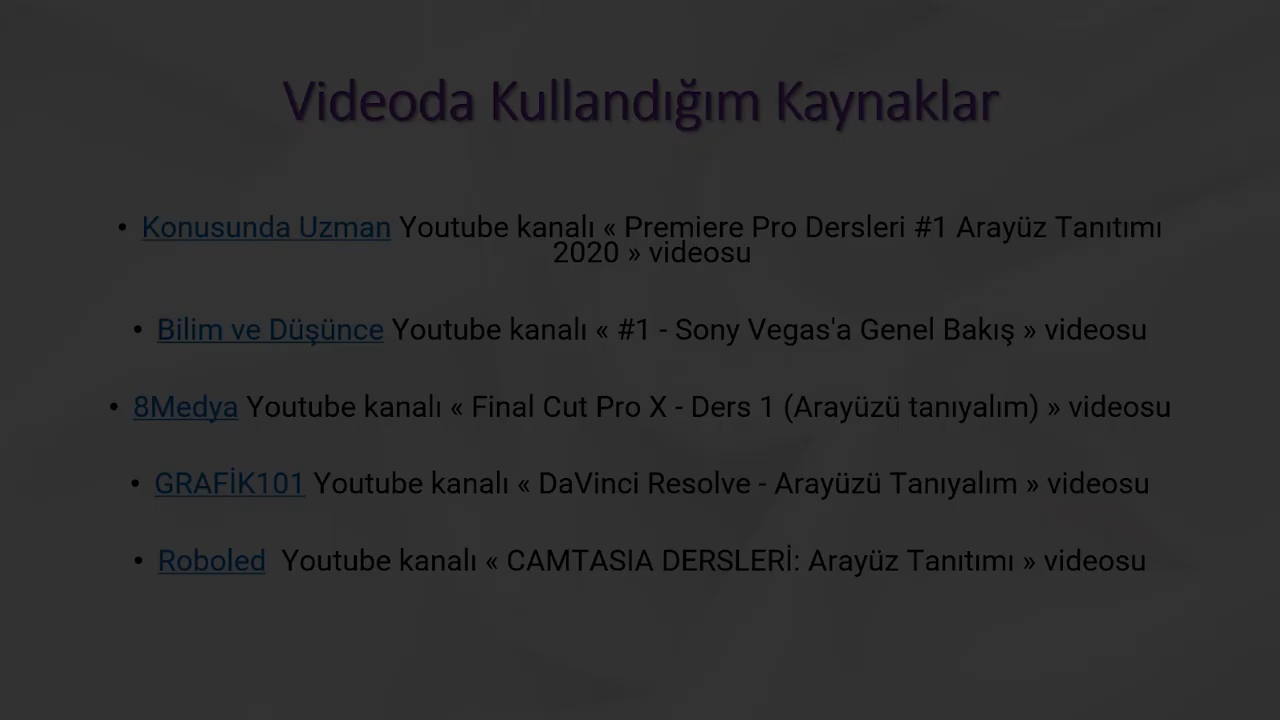 Videoda Kullandığım Kaynaklar
• Konusunda Uzman Youtube kanalı « Premiere Pro Dersleri #1 Arayüz Tanıtımı
2020 » videosu
• Bilim ve Düşünce Youtube kanalı « #1 - Sony Vegas'a Genel Bakış » videosu
• 8Medya Youtube kanalı « Final Cut Pro X - Ders 1 (Arayüzü tanıyalım) » videosu
• GRAFİK101 Youtube kanalı « DaVinci Resolve - Arayüzü Tanıyalım » videosu
• Roboled Youtube kanalı « CAMTASIA DERSLERİ: Arayüz Tanıtımı » videosu